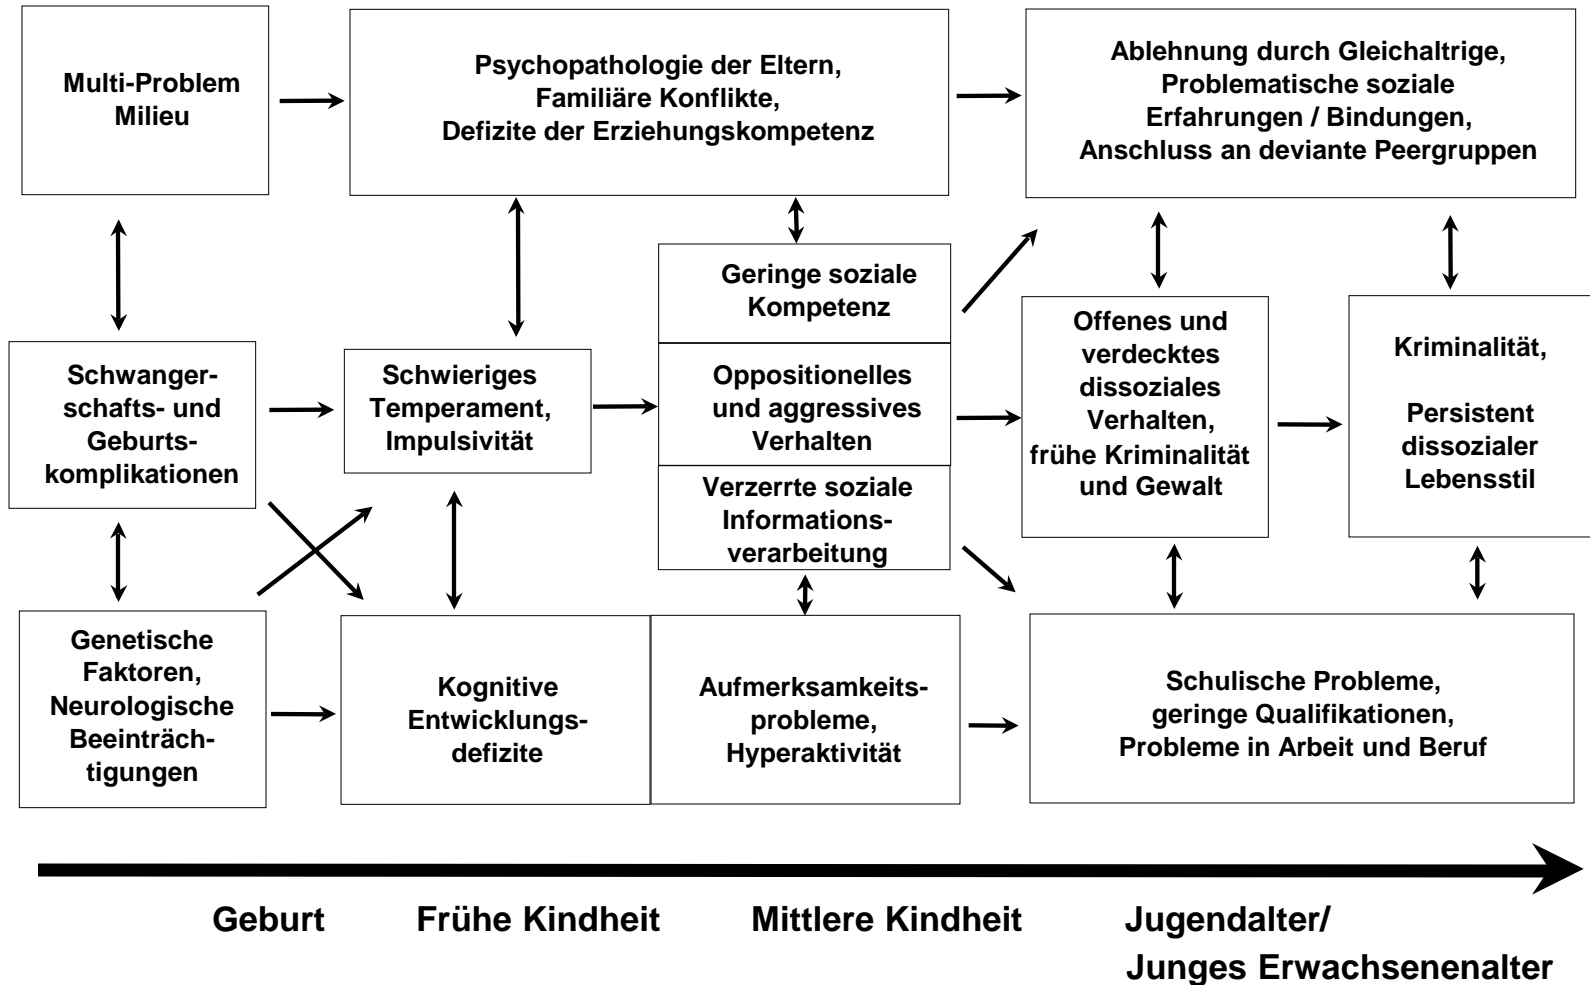 Multi-Problem
Milieu
Psychopathologie der Eltern,
Familiäre Konflikte,
Defizite der Erziehungskompetenz
Ablehnung durch Gleichaltrige,
Problematische soziale
Erfahrungen / Bindungen,
Anschluss an deviante Peergruppen
Schwanger-
schafts- und
Geburts-
komplikationen
Schwieriges
Temperament,
Impulsivität
Geringe soziale
Kompetenz
Oppositionelles
und aggressives
Verhalten
Verzerrte soziale
Informations-
verarbeitung
Offenes und
verdecktes
dissoziales
Verhalten,
frühe Kriminalität
und Gewalt
Kriminalität,
Persistent
dissozialer
Lebensstil
Genetische
Faktoren,
Neurologische
Beeinträch-
tigungen
Kognitive
Entwicklungs-
defizite
Aufmerksamkeits-
probleme,
Hyperaktivität
Schulische Probleme,
geringe Qualifikationen,
Probleme in Arbeit und Beruf
Geburt
Frühe Kindheit
Mittlere Kindheit
Jugendalter/
Junges Erwachsenenalter